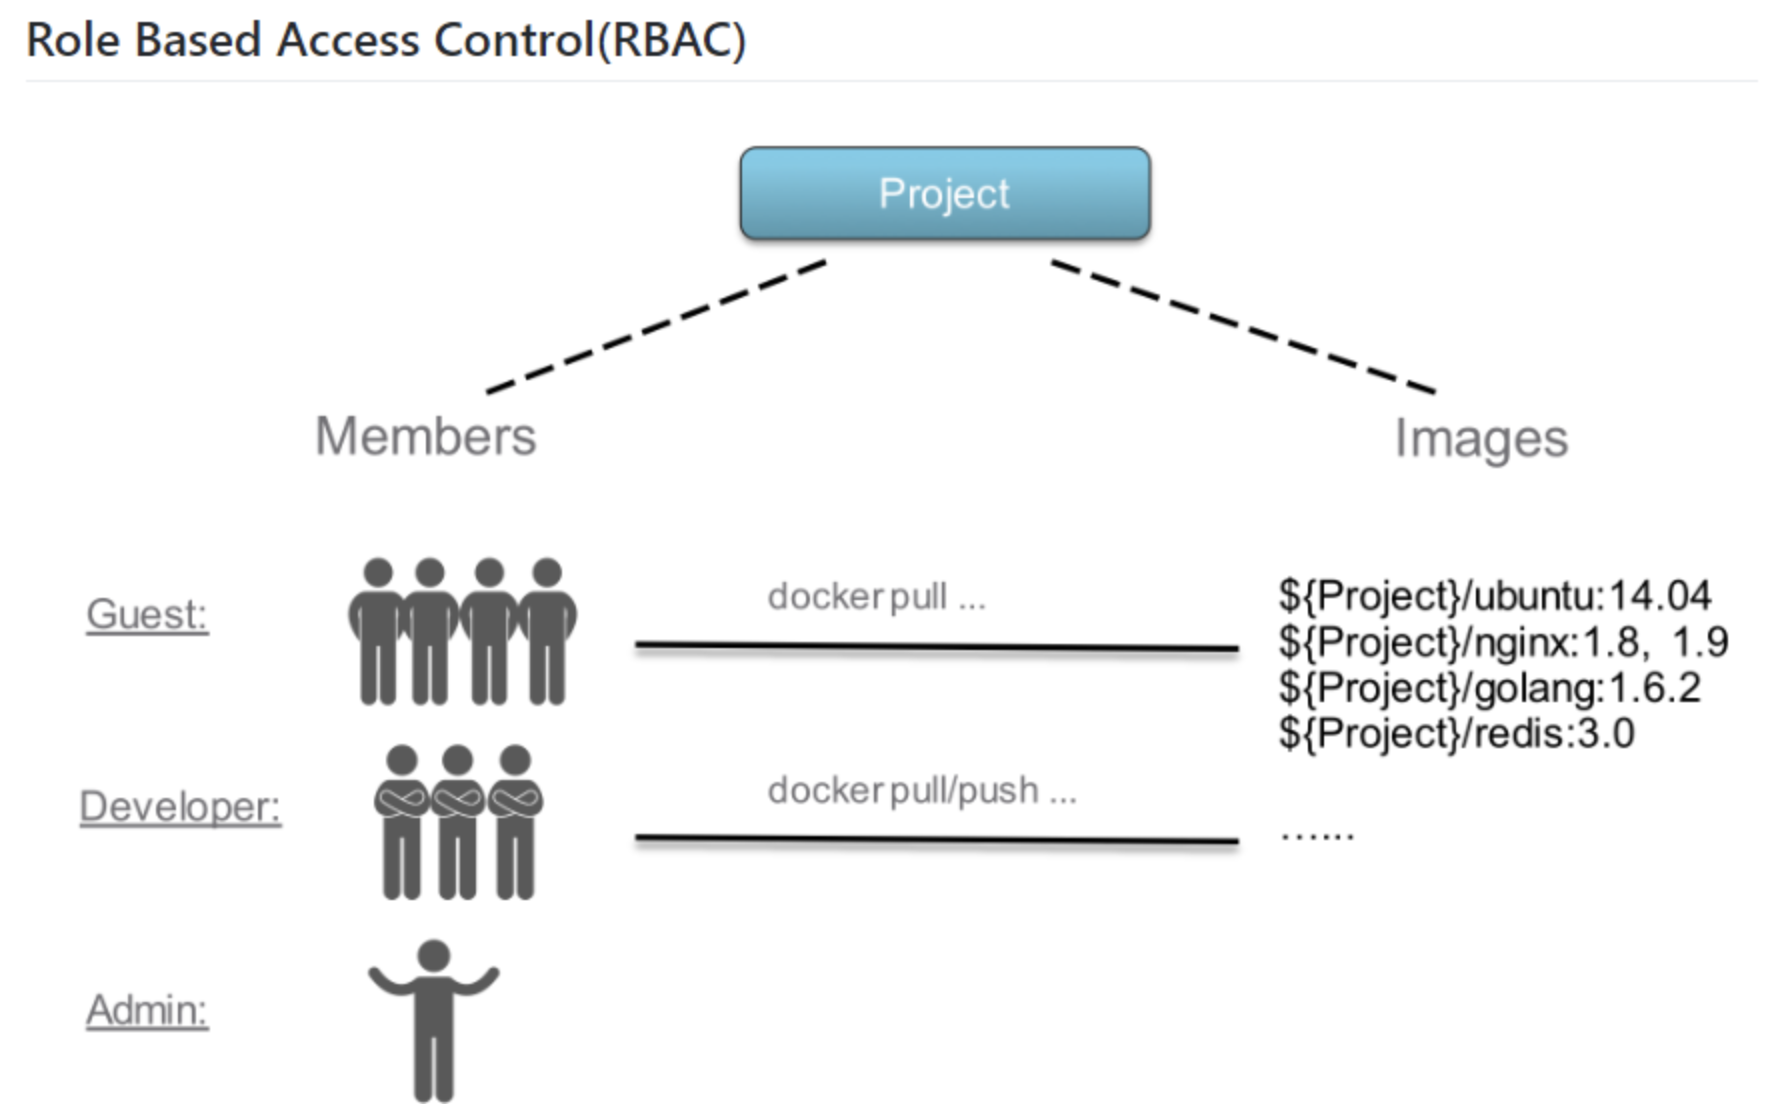 Role Based Access Control(RBAC)
Project
Members
Images
Guest:
docker pull ...
${Project}/ubuntu:14.04
${Project}/nginx:1.8, 1.9
${Project}/golang:1.6.2
${Project}/redis:3.0
Developer:
docker pull/push ...
......
Admin: